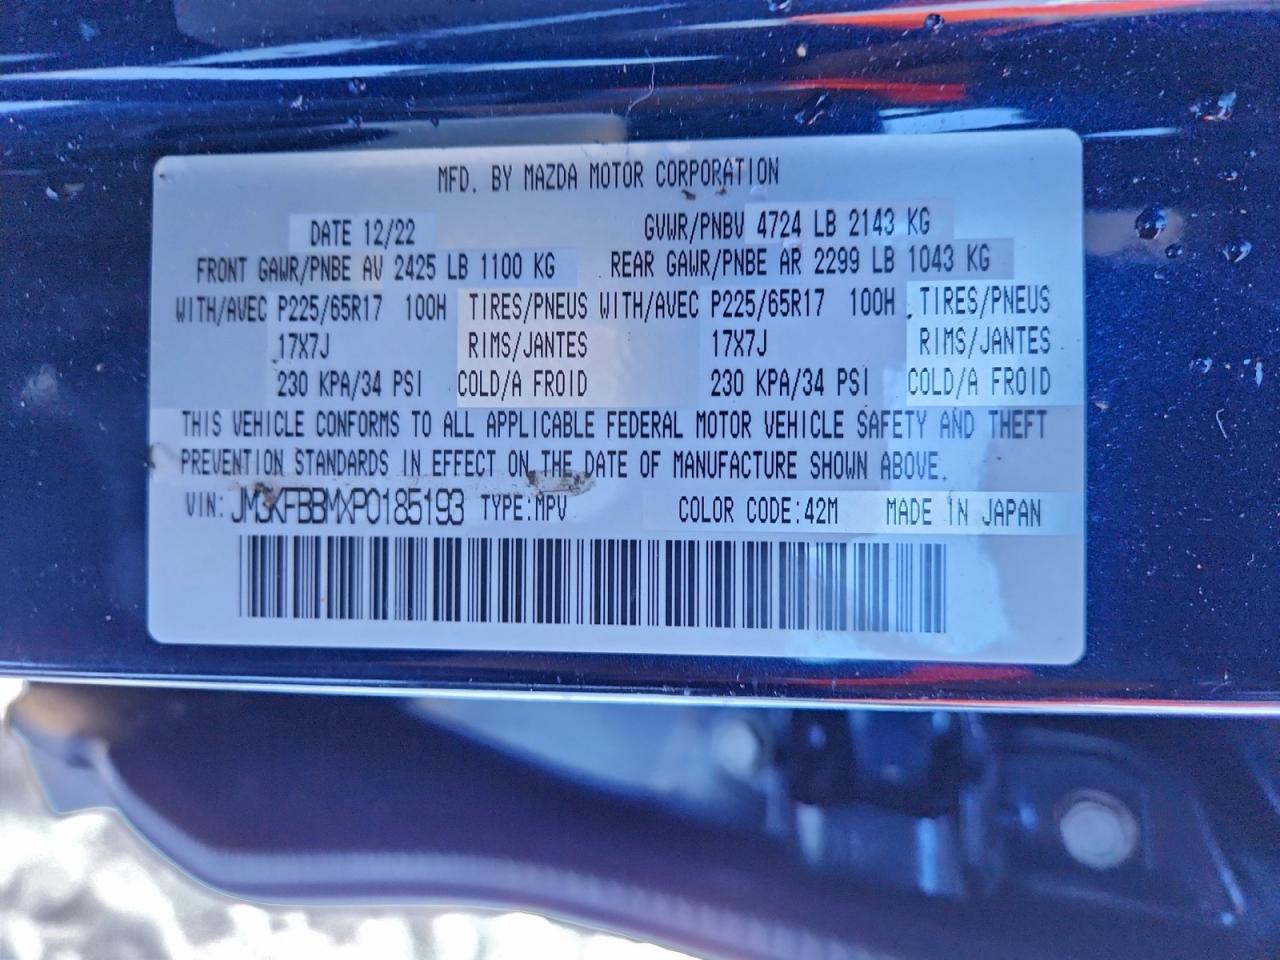 MFD. BY MAZDA MOTOR CORPORATION
DATE 12/22 GVWR/PNBV 4724 LB 2143 KG
FRONT GAWR/PNBE AV 2425 LB 1100 KG REAR GAWR/PNBE AR 2299 LB 1043 KG
WITH/AVEC P225/65R17 100H TIRES/PNEUS WITH/AVEC P225/65R17 100H TIRES/PNEUS
17X7J RIMS/JANTES 17X7J RIMS/JANTES
230 KPA/34 PSI COLD/A FROID 230 KPA/34 PSI COLD/A FROID
THIS VEHICLE CONFORMS TO ALL APPLICABLE FEDERAL MOTOR VEHICLE SAFETY AND THEFT
PREVENTION STANDARDS IN EFFECT ON THE DATE OF MANUFACTURE SHOWN ABOVE.
VIN: JM3KFBBMXP0185193 TYPE:MPV COLOR CODE:42M MADE IN JAPAN